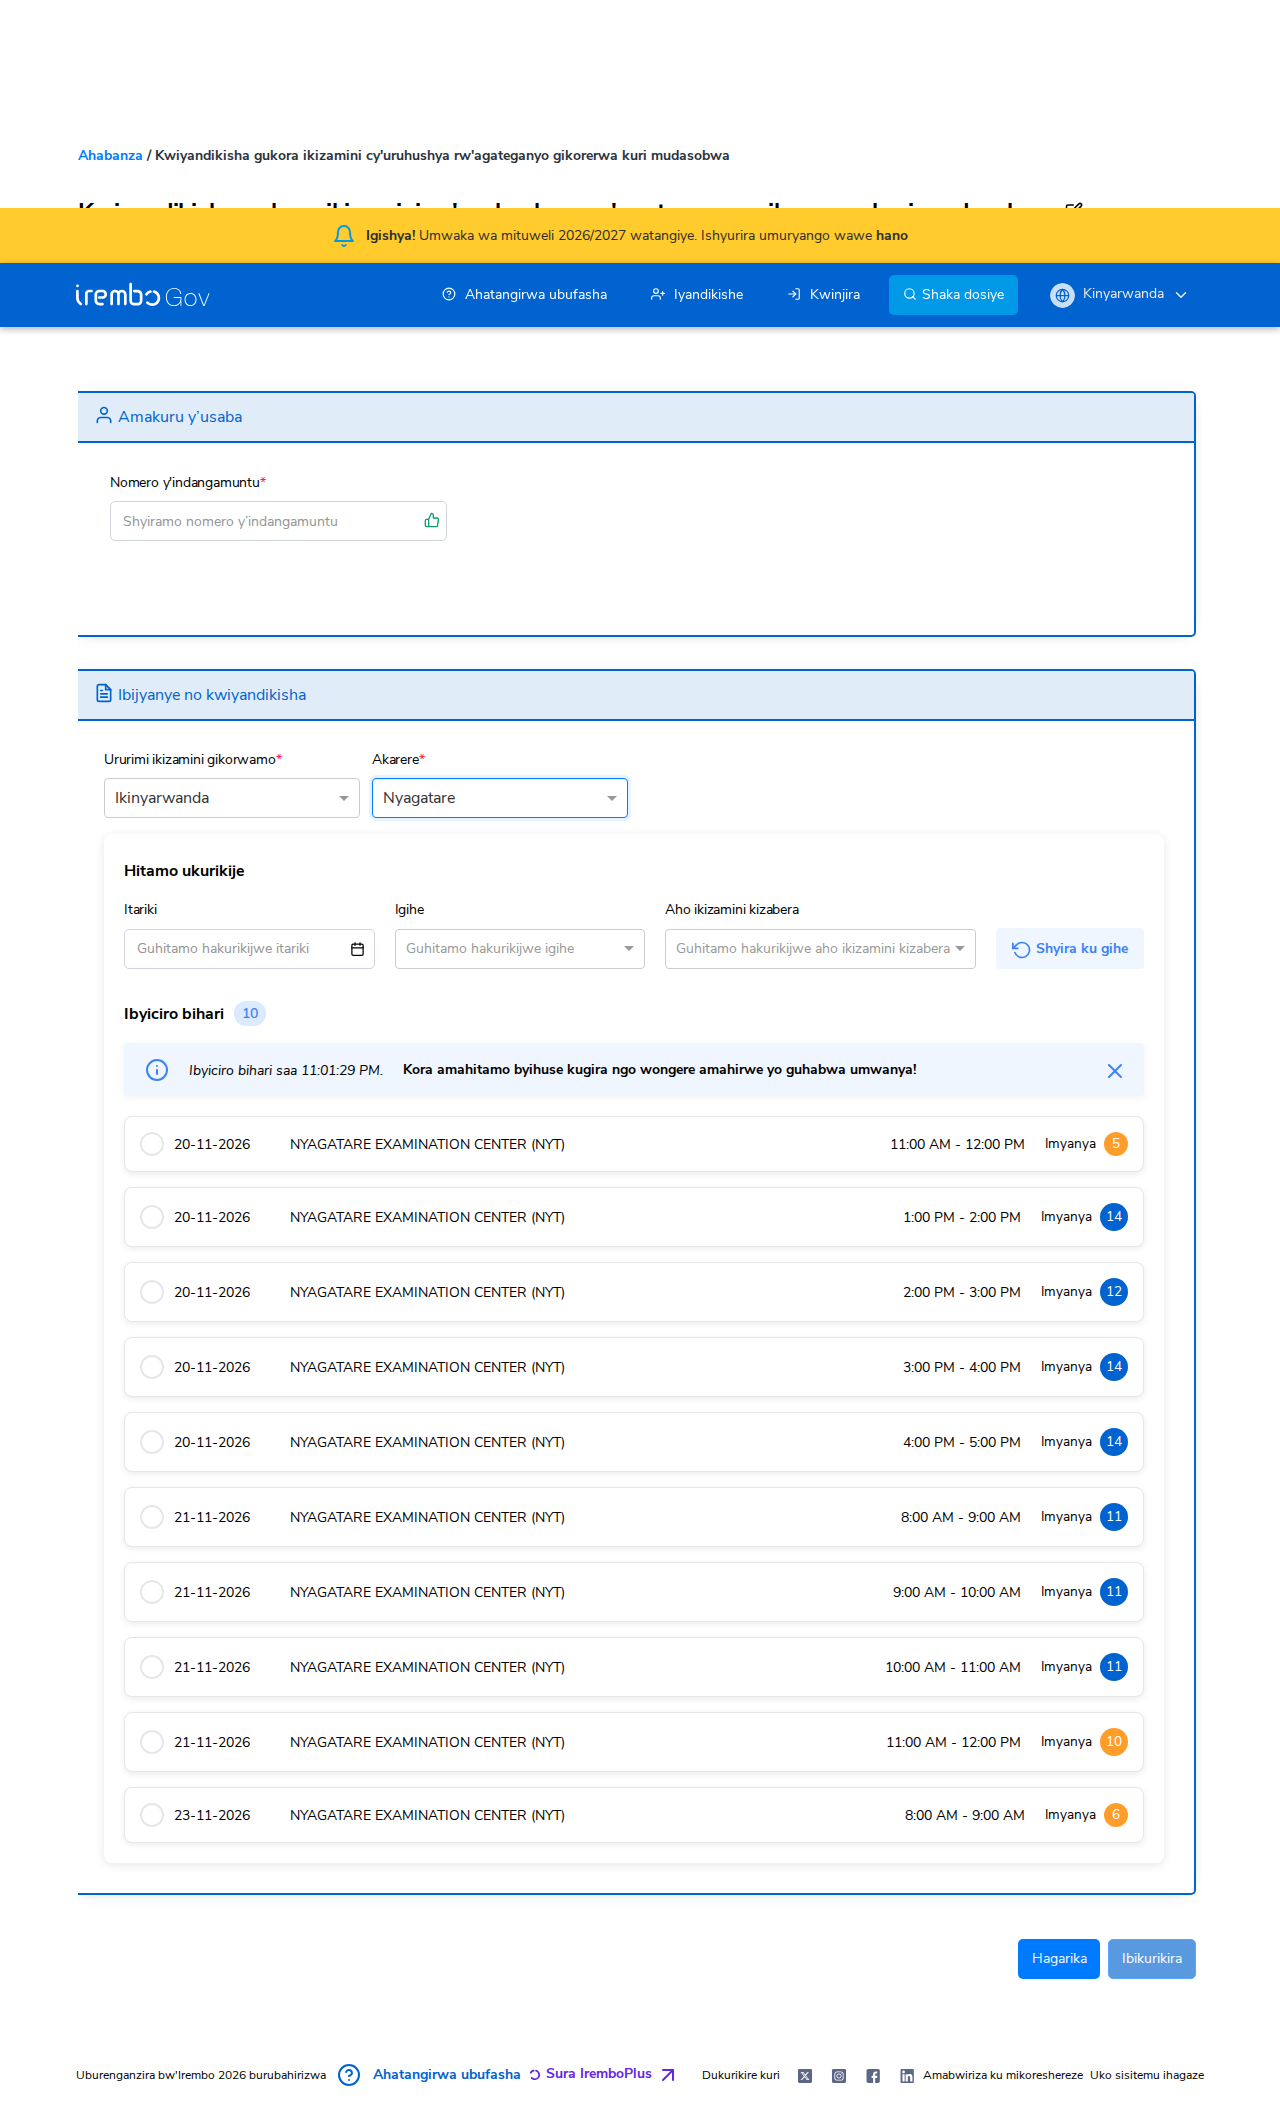 Ahabanza / Kwiyandikisha gukora ikizamini cy'uruhushya rw'agateganyo gikorerwa kuri mudasobwa
Igishya! Umwaka wa mituweli 2026/2027 watangiye. Ishyurira umuryango wawe hano
irembo Gov
Ahatangirwa ubufasha
Iyandikishe
Kwinjira
Shaka dosiye
Kinyarwanda
Amakuru y’usaba
Nomero y'indangamuntu*
Shyiramo nomero y’indangamuntu
Ibijyanye no kwiyandikisha
Ururimi ikizamini gikorwamo* Akarere*
Ikinyarwanda Nyagatare
Hitamo ukurikije
Itariki Igihe Aho ikizamini kizabera
Guhitamo hakurikijwe itariki Guhitamo hakurikijwe igihe Guhitamo hakurikijwe aho ikizamini kizabera Shyira ku gihe
Ibyiciro bihari 10
Ibyiciro bihari saa 11:01:29 PM. Kora amahitamo byihuse kugira ngo wongere amahirwe yo guhabwa umwanya!
20-11-2026 NYAGATARE EXAMINATION CENTER (NYT) 11:00 AM - 12:00 PM Imyanya 5
20-11-2026 NYAGATARE EXAMINATION CENTER (NYT) 1:00 PM - 2:00 PM Imyanya 14
20-11-2026 NYAGATARE EXAMINATION CENTER (NYT) 2:00 PM - 3:00 PM Imyanya 12
20-11-2026 NYAGATARE EXAMINATION CENTER (NYT) 3:00 PM - 4:00 PM Imyanya 14
20-11-2026 NYAGATARE EXAMINATION CENTER (NYT) 4:00 PM - 5:00 PM Imyanya 14
21-11-2026 NYAGATARE EXAMINATION CENTER (NYT) 8:00 AM - 9:00 AM Imyanya 11
21-11-2026 NYAGATARE EXAMINATION CENTER (NYT) 9:00 AM - 10:00 AM Imyanya 11
21-11-2026 NYAGATARE EXAMINATION CENTER (NYT) 10:00 AM - 11:00 AM Imyanya 11
21-11-2026 NYAGATARE EXAMINATION CENTER (NYT) 11:00 AM - 12:00 PM Imyanya 10
23-11-2026 NYAGATARE EXAMINATION CENTER (NYT) 8:00 AM - 9:00 AM Imyanya 6
Hagarika Ibikurikira
Uburenganzira bw'Irembo 2026 burubahirizwa Ahatangirwa ubufasha Sura IremboPlus Dukurikire kuri Amabwiriza ku mikoreshereze Uko sisitemu ihagaze